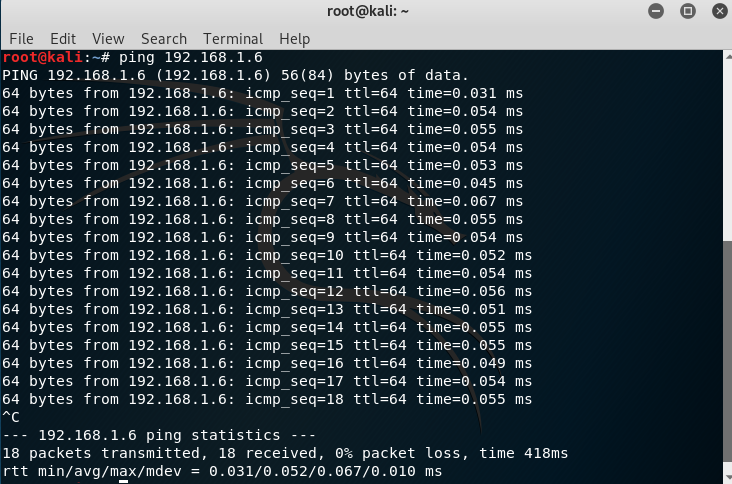 root@kali: ~
File Edit View Search Terminal Help
root@kali:~# ping 192.168.1.6
PING 192.168.1.6 (192.168.1.6) 56(84) bytes of data.
64 bytes from 192.168.1.6: icmp_seq=1 ttl=64 time=0.031 ms
64 bytes from 192.168.1.6: icmp_seq=2 ttl=64 time=0.054 ms
64 bytes from 192.168.1.6: icmp_seq=3 ttl=64 time=0.055 ms
64 bytes from 192.168.1.6: icmp_seq=4 ttl=64 time=0.054 ms
64 bytes from 192.168.1.6: icmp_seq=5 ttl=64 time=0.053 ms
64 bytes from 192.168.1.6: icmp_seq=6 ttl=64 time=0.045 ms
64 bytes from 192.168.1.6: icmp_seq=7 ttl=64 time=0.067 ms
64 bytes from 192.168.1.6: icmp_seq=8 ttl=64 time=0.055 ms
64 bytes from 192.168.1.6: icmp_seq=9 ttl=64 time=0.054 ms
64 bytes from 192.168.1.6: icmp_seq=10 ttl=64 time=0.052 ms
64 bytes from 192.168.1.6: icmp_seq=11 ttl=64 time=0.054 ms
64 bytes from 192.168.1.6: icmp_seq=12 ttl=64 time=0.056 ms
64 bytes from 192.168.1.6: icmp_seq=13 ttl=64 time=0.051 ms
64 bytes from 192.168.1.6: icmp_seq=14 ttl=64 time=0.055 ms
64 bytes from 192.168.1.6: icmp_seq=15 ttl=64 time=0.055 ms
64 bytes from 192.168.1.6: icmp_seq=16 ttl=64 time=0.049 ms
64 bytes from 192.168.1.6: icmp_seq=17 ttl=64 time=0.054 ms
64 bytes from 192.168.1.6: icmp_seq=18 ttl=64 time=0.055 ms
^C
--- 192.168.1.6 ping statistics ---
18 packets transmitted, 18 received, 0% packet loss, time 418ms
rtt min/avg/max/mdev = 0.031/0.052/0.067/0.010 ms